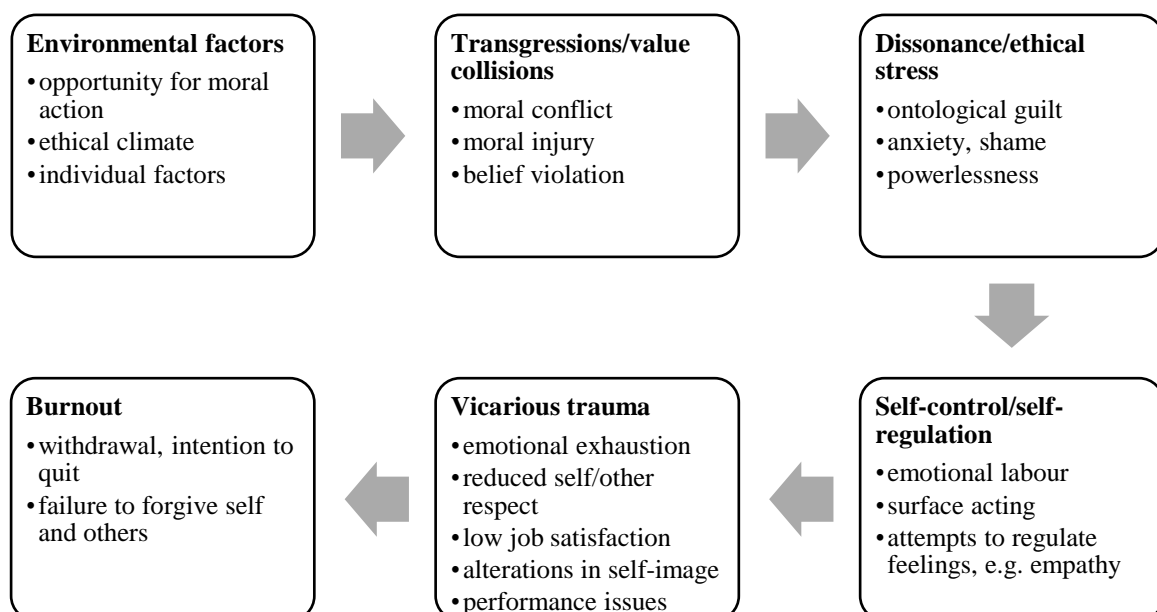 Environmental factors
•opportunity for moral
action
•ethical climate
•individual factors
Transgressions/value
collisions
•moral conflict
•moral injury
•belief violation
Dissonance/ethical
stress
•ontological guilt
•anxiety, shame
•powerlessness
Burnout
•withdrawal, intention to
quit
•failure to forgive self
and others
Vicarious trauma
•emotional exhaustion
•reduced self/other
respect
•low job satisfaction
•alterations in self-image
•performance issues
Self-control/self-
regulation
•emotional labour
•surface acting
•attempts to regulate
feelings, e.g. empathy